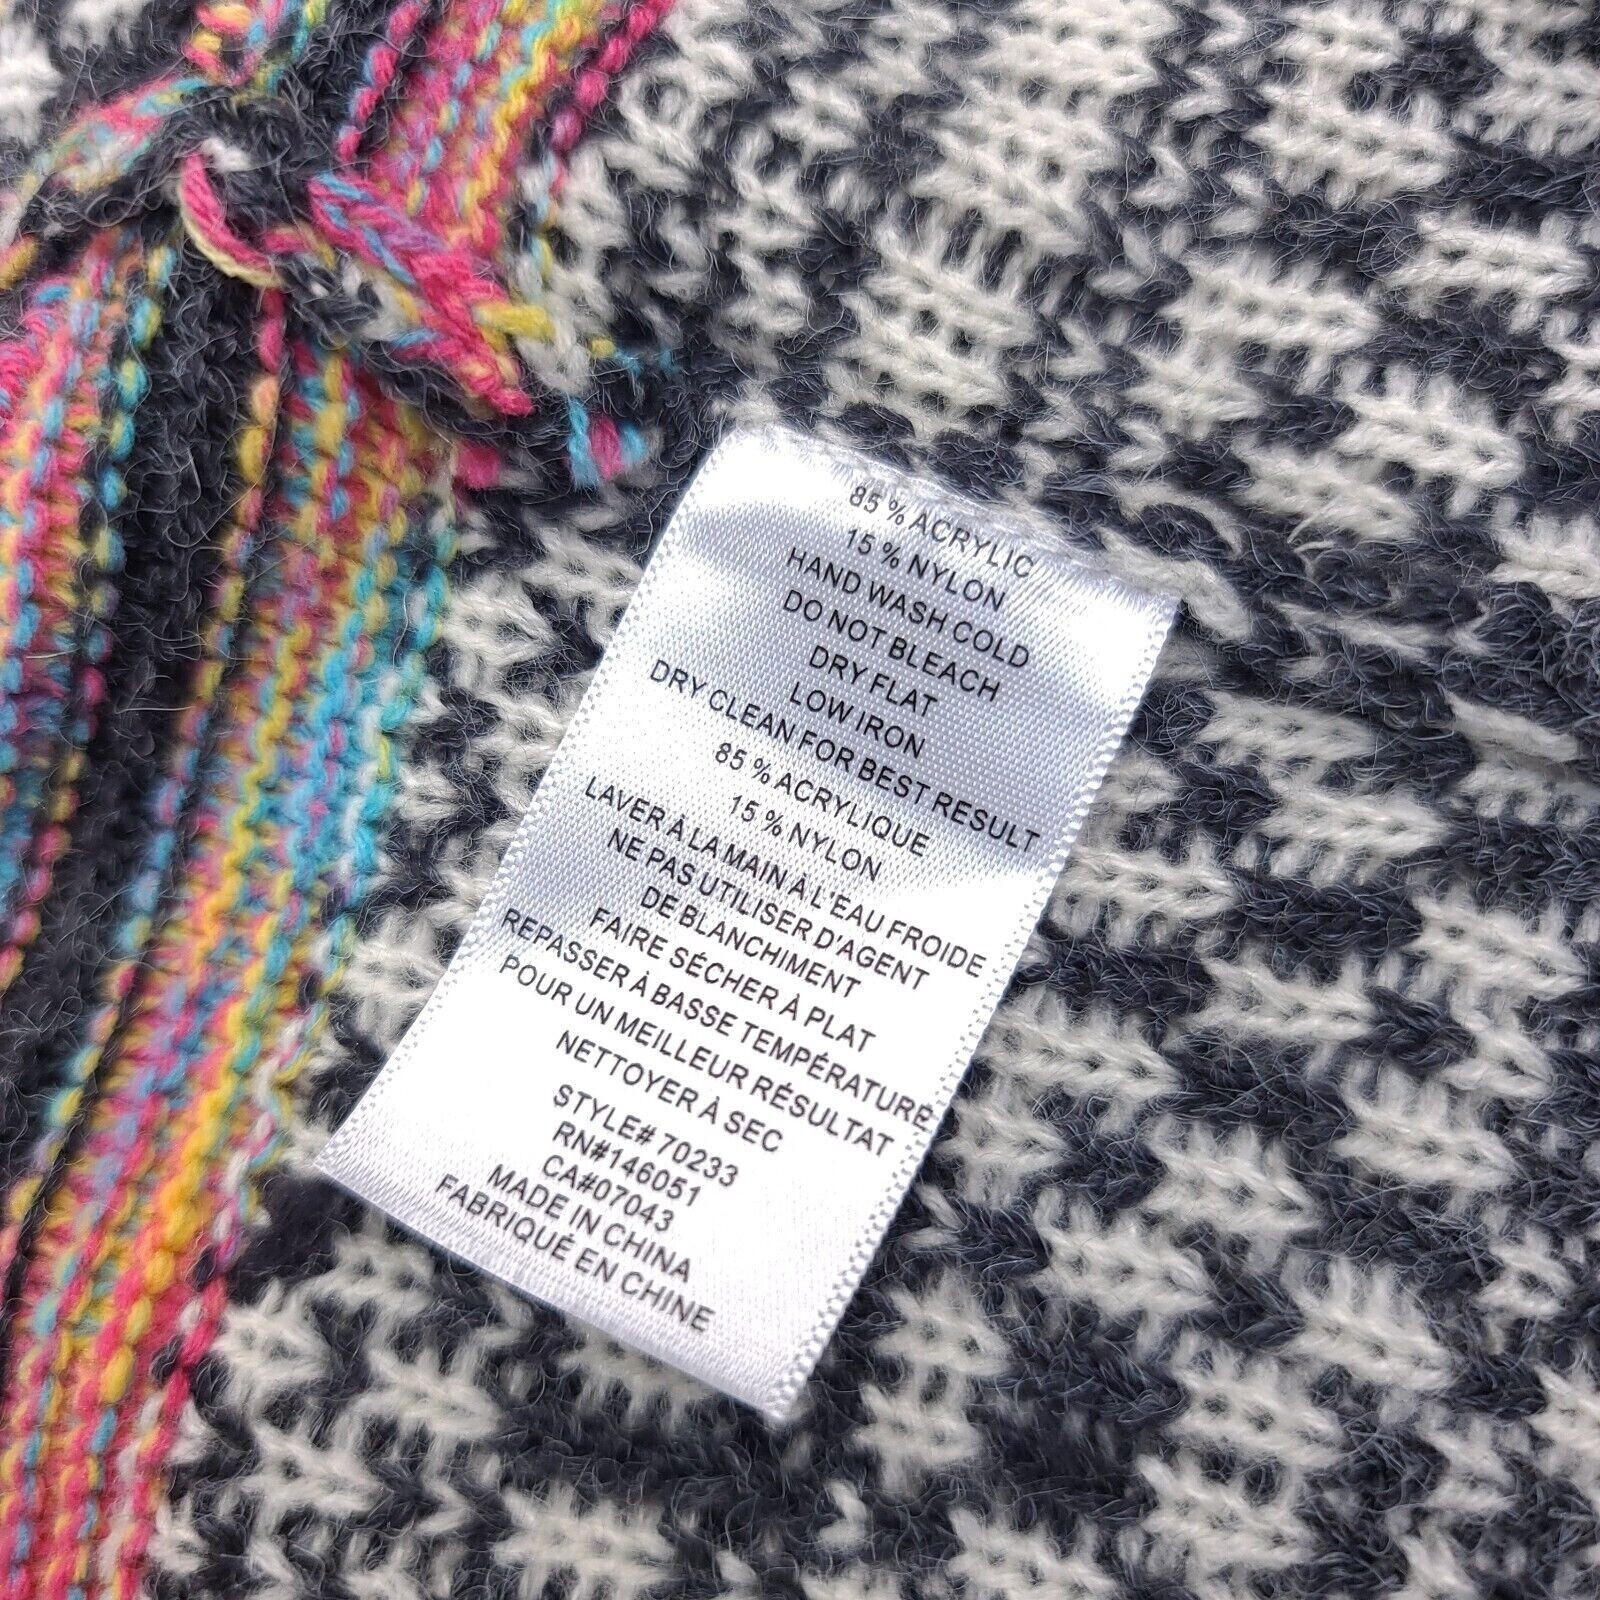 85% ACRYLIC
15% NYLON
HAND WASH COLD
DO NOT BLEACH
DRY FLAT
LOW IRON
DRY CLEAN FOR BEST RESULT
85% ACRYLIQUE
15% NYLON
LAVER À LA MAIN À L'EAU FROIDE
NE PAS UTILISER D'AGENT
DE BLANCHIMENT
FAIRE SÉCHER À PLAT
REPASSER À BASSE TEMPÉRATURE
POUR UN MEILLEUR RÉSULTAT
NETTOYER À SEC
STYLE# 70233
RN#146051
CA#07043
MADE IN CHINA
FABRIQUÉ EN CHINE